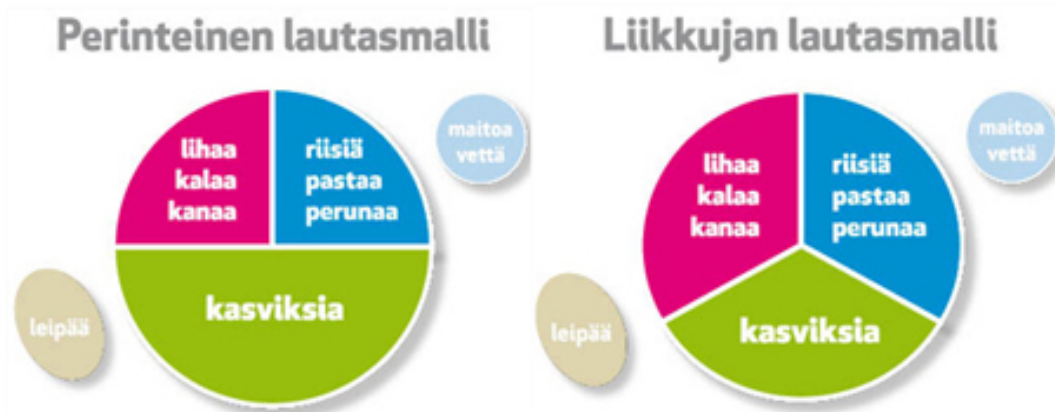 Perinteinen lautasmalli
lihaa
kalaa
kanaa
riisiä
pastaa
perunaa
maitoa
vettä
kasviksia
leipää
Liikkujan lautasmalli
lihaa
kalaa
kanaa
riisiä
pastaa
perunaa
maitoa
vettä
kasviksia
leipää